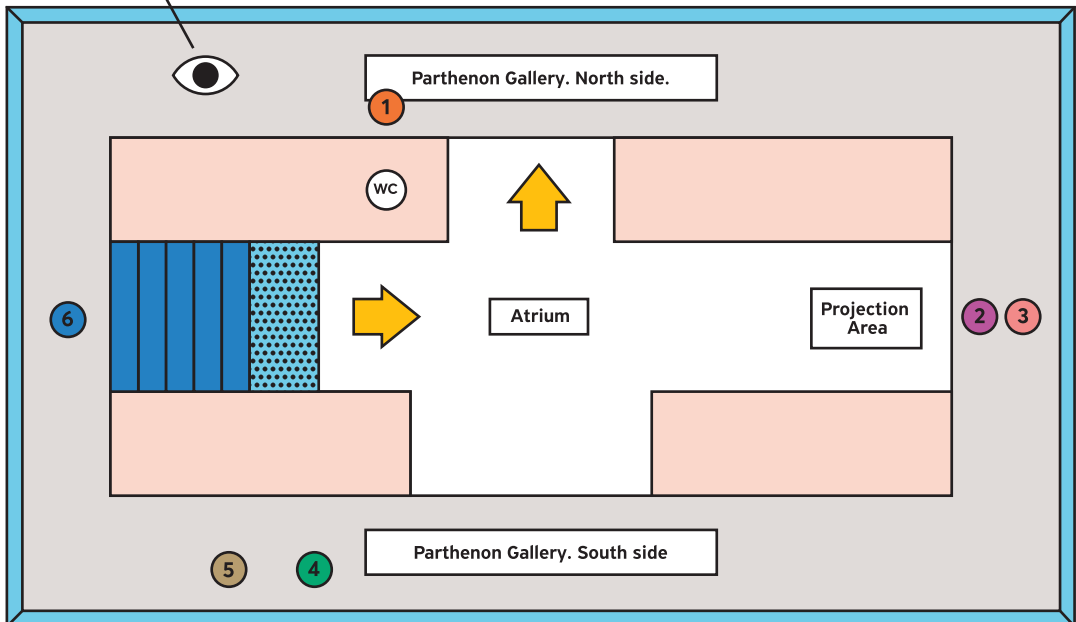 Parthenon Gallery. North side.
1
WC
6
Atrium
Projection
Area
2
3
Parthenon Gallery. South side
5
4